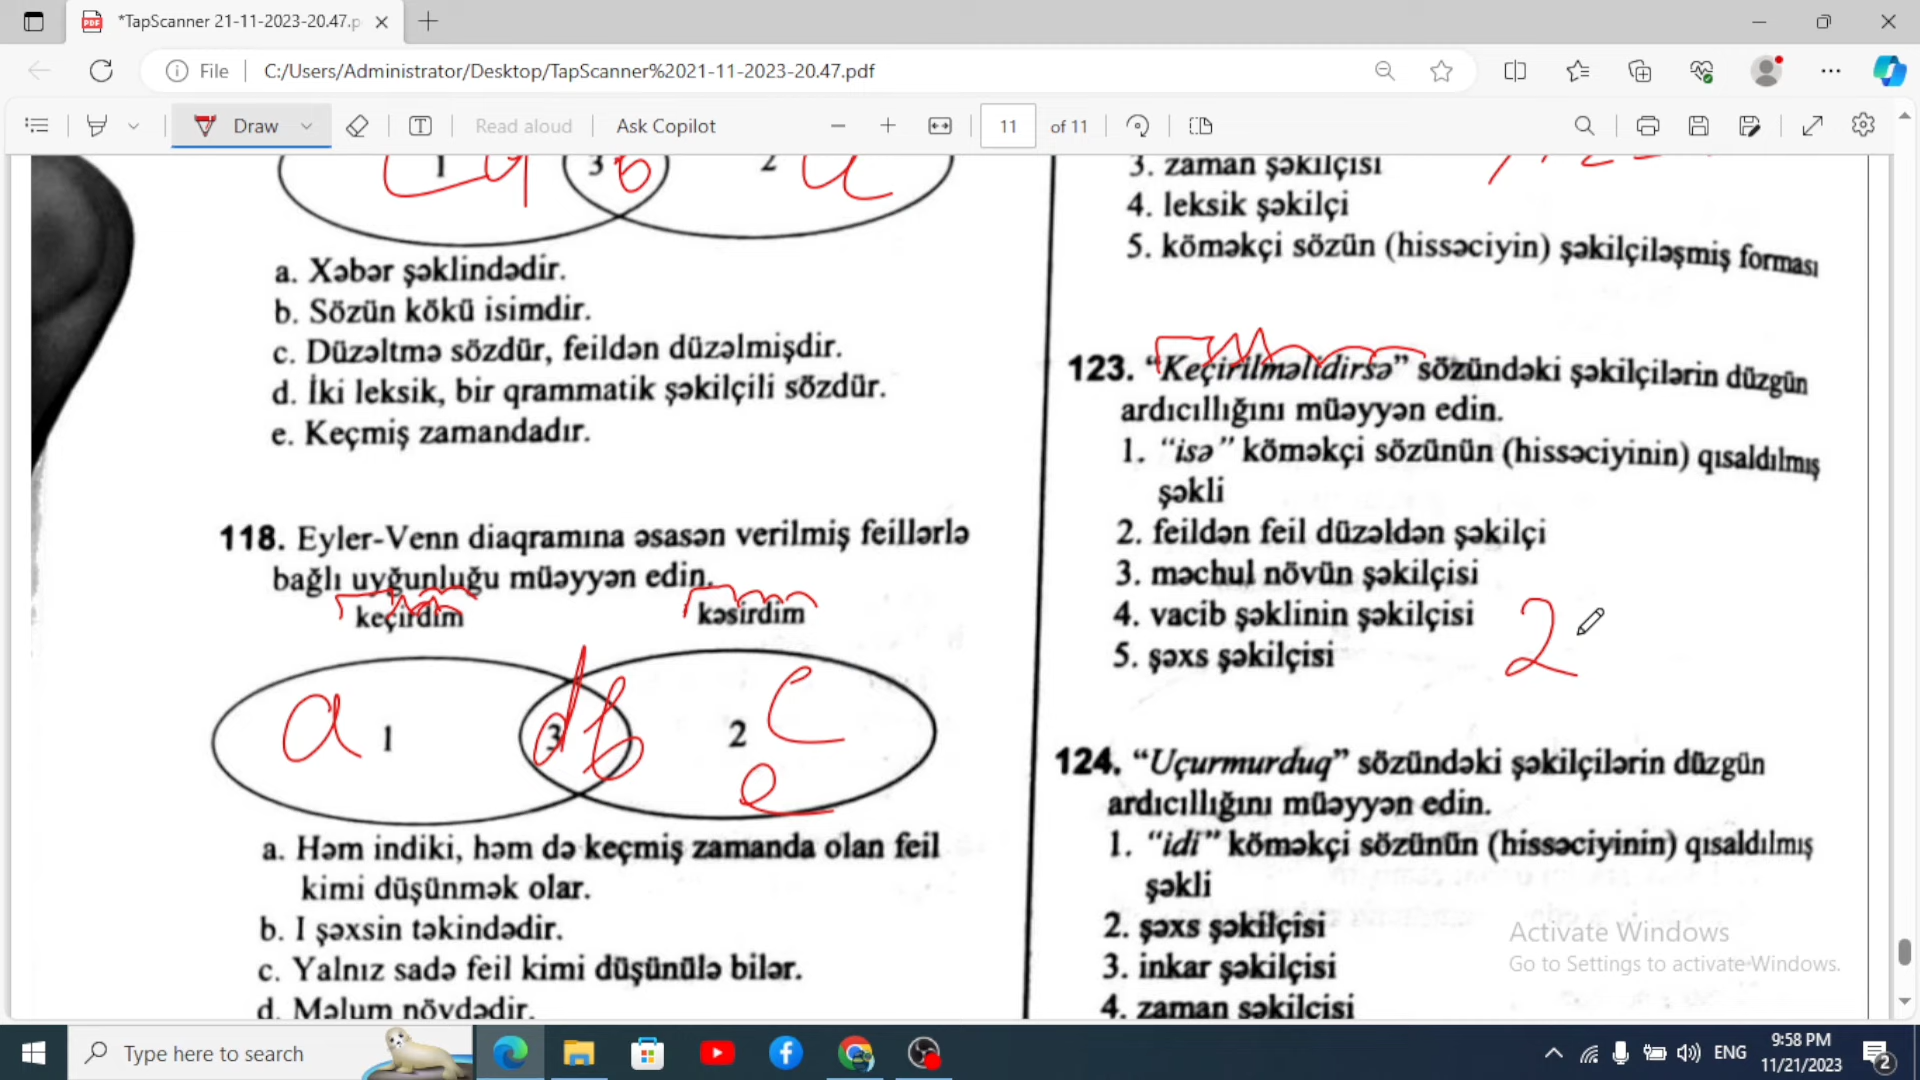 *TapScanner 21-11-2023-20.47.p
File
C:/Users/Administrator/Desktop/TapScanner%2021-11-2023-20.47.pdf
Draw
Read aloud
Ask Copilot
11
of 11
1
3
2
b
a. Xəbər şəklindədir.
b. Sözün kökü isimdir.
c. Düzəltmə sözdür, feildən düzəlmişdir.
d. İki leksik, bir qrammatik şəkilçili sözdür.
e. Keçmiş zamandadır.
118. Eyler-Venn diaqramına əsasən verilmiş feillərlə
bağlı uyğunluğu müəyyən edin.
keçirdim
kəsirdim
a
1
3
d
b
2
c
e
a. Həm indiki, həm də keçmiş zamanda olan feil
kimi düşünmək olar.
b. I şəxsin təkindədir.
c. Yalnız sadə feil kimi düşünülə bilər.
d. Məlum növdədir.
3. zaman şəkilçisi
4. leksik şəkilçi
5. köməkçi sözün (hissəciyin) şəkilçiləşmiş forması
123. “Keçirilməlidirsə” sözündəki şəkilçilərin düzgün
ardıcıllığını müəyyən edin.
1. “isə” köməkçi sözünün (hissəciyinin) qısaldılmış
şəkli
2. feildən feil düzəldən şəkilçi
3. məchul növün şəkilçisi
4. vacib şəklinin şəkilçisi
5. şəxs şəkilçisi
2
124. “Uçurmurduq” sözündəki şəkilçilərin düzgün
ardıcıllığını müəyyən edin.
1. “idi” köməkçi sözünün (hissəciyinin) qısaldılmış
şəkli
2. şəxs şəkilçisi
3. inkar şəkilçisi
4. zaman şəkilçisi
Activate Windows
Go to Settings to activate Windows.
Type here to search
ENG
9:58 PM
11/21/2023
2